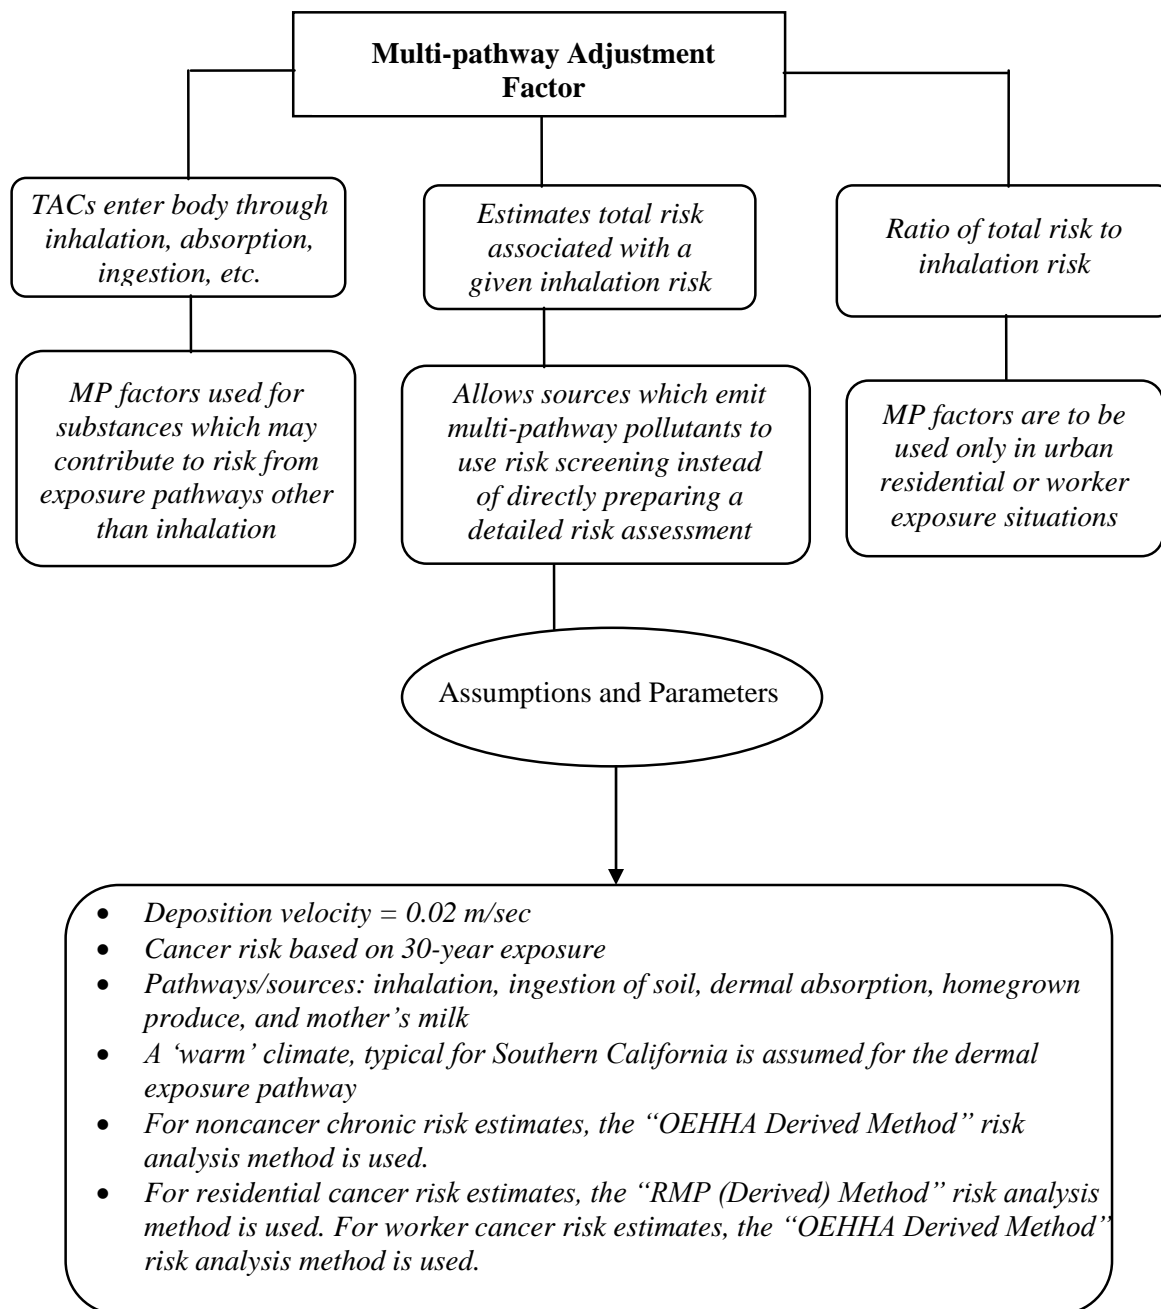 Multi-pathway Adjustment
Factor
TACs enter body through
inhalation, absorption,
ingestion, etc.
Estimates total risk
associated with a
given inhalation risk
Ratio of total risk to
inhalation risk
MP factors used for
substances which may
contribute to risk from
exposure pathways other
than inhalation
Allows sources which emit
multi-pathway pollutants to
use risk screening instead
of directly preparing a
detailed risk assessment
MP factors are to be
used only in urban
residential or worker
exposure situations
Assumptions and Parameters
• Deposition velocity = 0.02 m/sec
• Cancer risk based on 30-year exposure
• Pathways/sources: inhalation, ingestion of soil, dermal absorption, homegrown
produce, and mother’s milk
• A ‘warm’ climate, typical for Southern California is assumed for the dermal
exposure pathway
• For noncancer chronic risk estimates, the “OEHHA Derived Method” risk
analysis method is used.
• For residential cancer risk estimates, the “RMP (Derived) Method” risk analysis
method is used. For worker cancer risk estimates, the “OEHHA Derived Method”
risk analysis method is used.